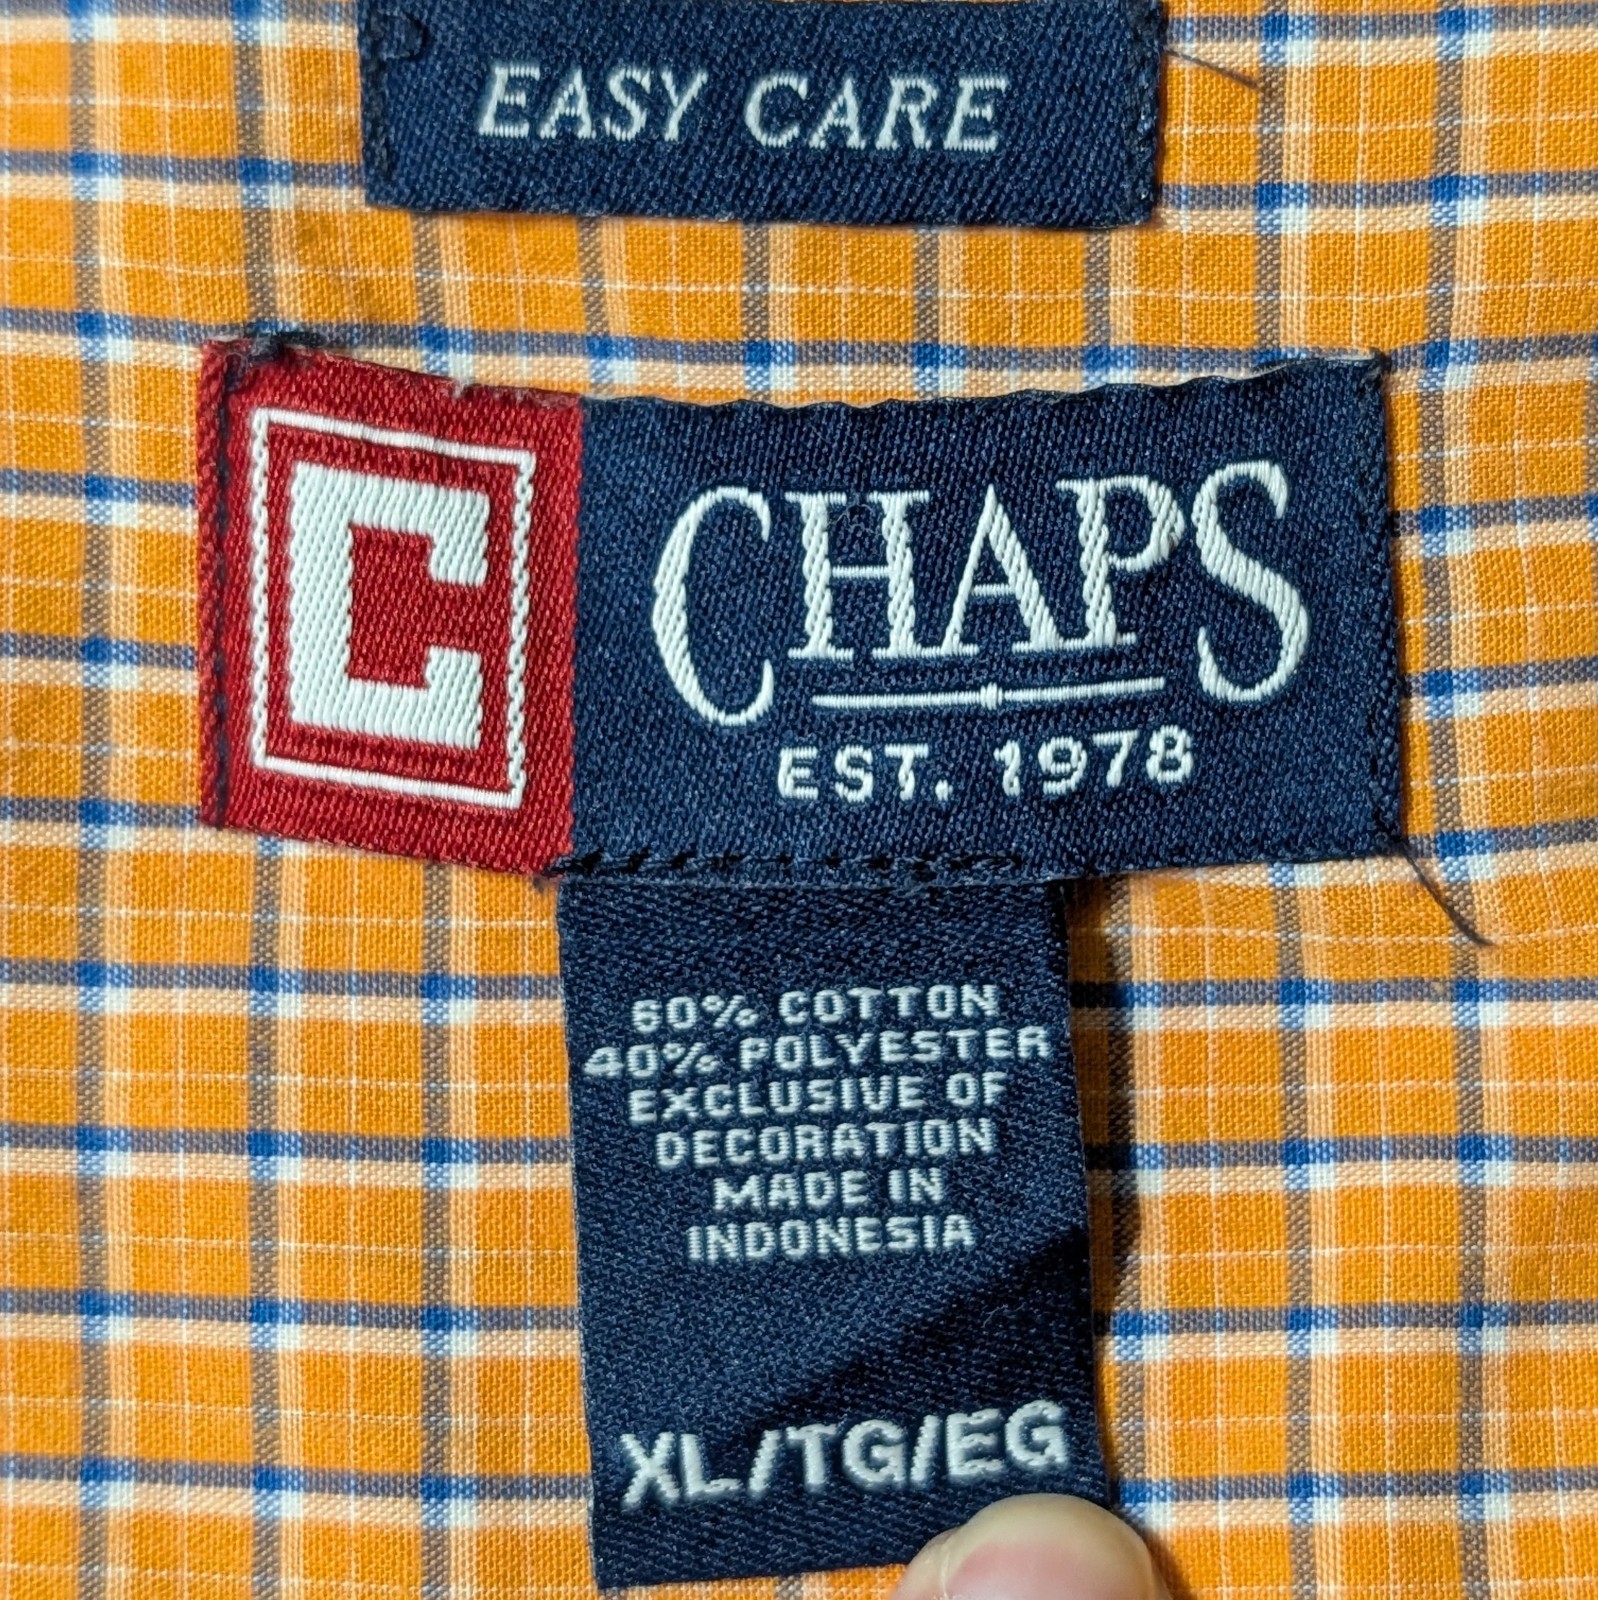 EASY CARE
C
CHAPS
EST. 1978
60% COTTON
40% POLYESTER
EXCLUSIVE OF
DECORATION
MADE IN
INDONESIA
XL/TG/EG